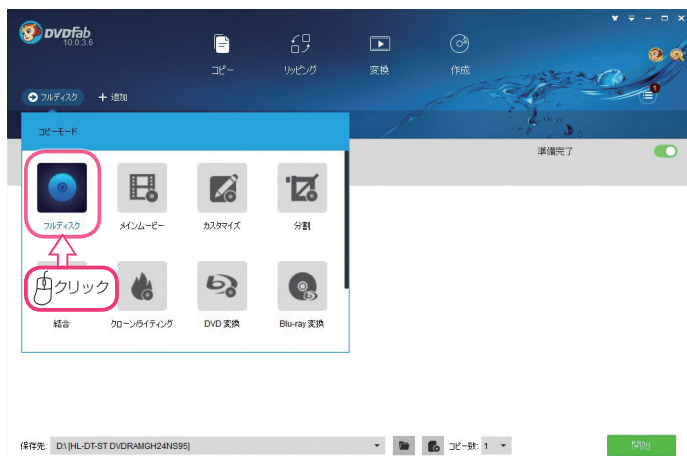 DVDFab
10.0.3.6
コピー
リッピング
変換
作成
フルディスク
+ 追加
1
コピーモード
準備完了
フルディスク
メインムービー
カスタマイズ
分割
クリック
結合
クローン/ライティング
DVD 変換
Blu-ray 変換
保存先: D:\ [HL-DT-ST DVDRAMGH24NS95]
コピー数: 1
開始